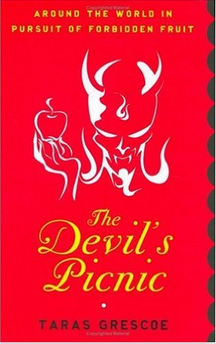 AROUND THE WORLD IN
PURSUIT OF FORBIDDEN FRUIT
The
Devil's
Picnic
TARAS GRESCOE